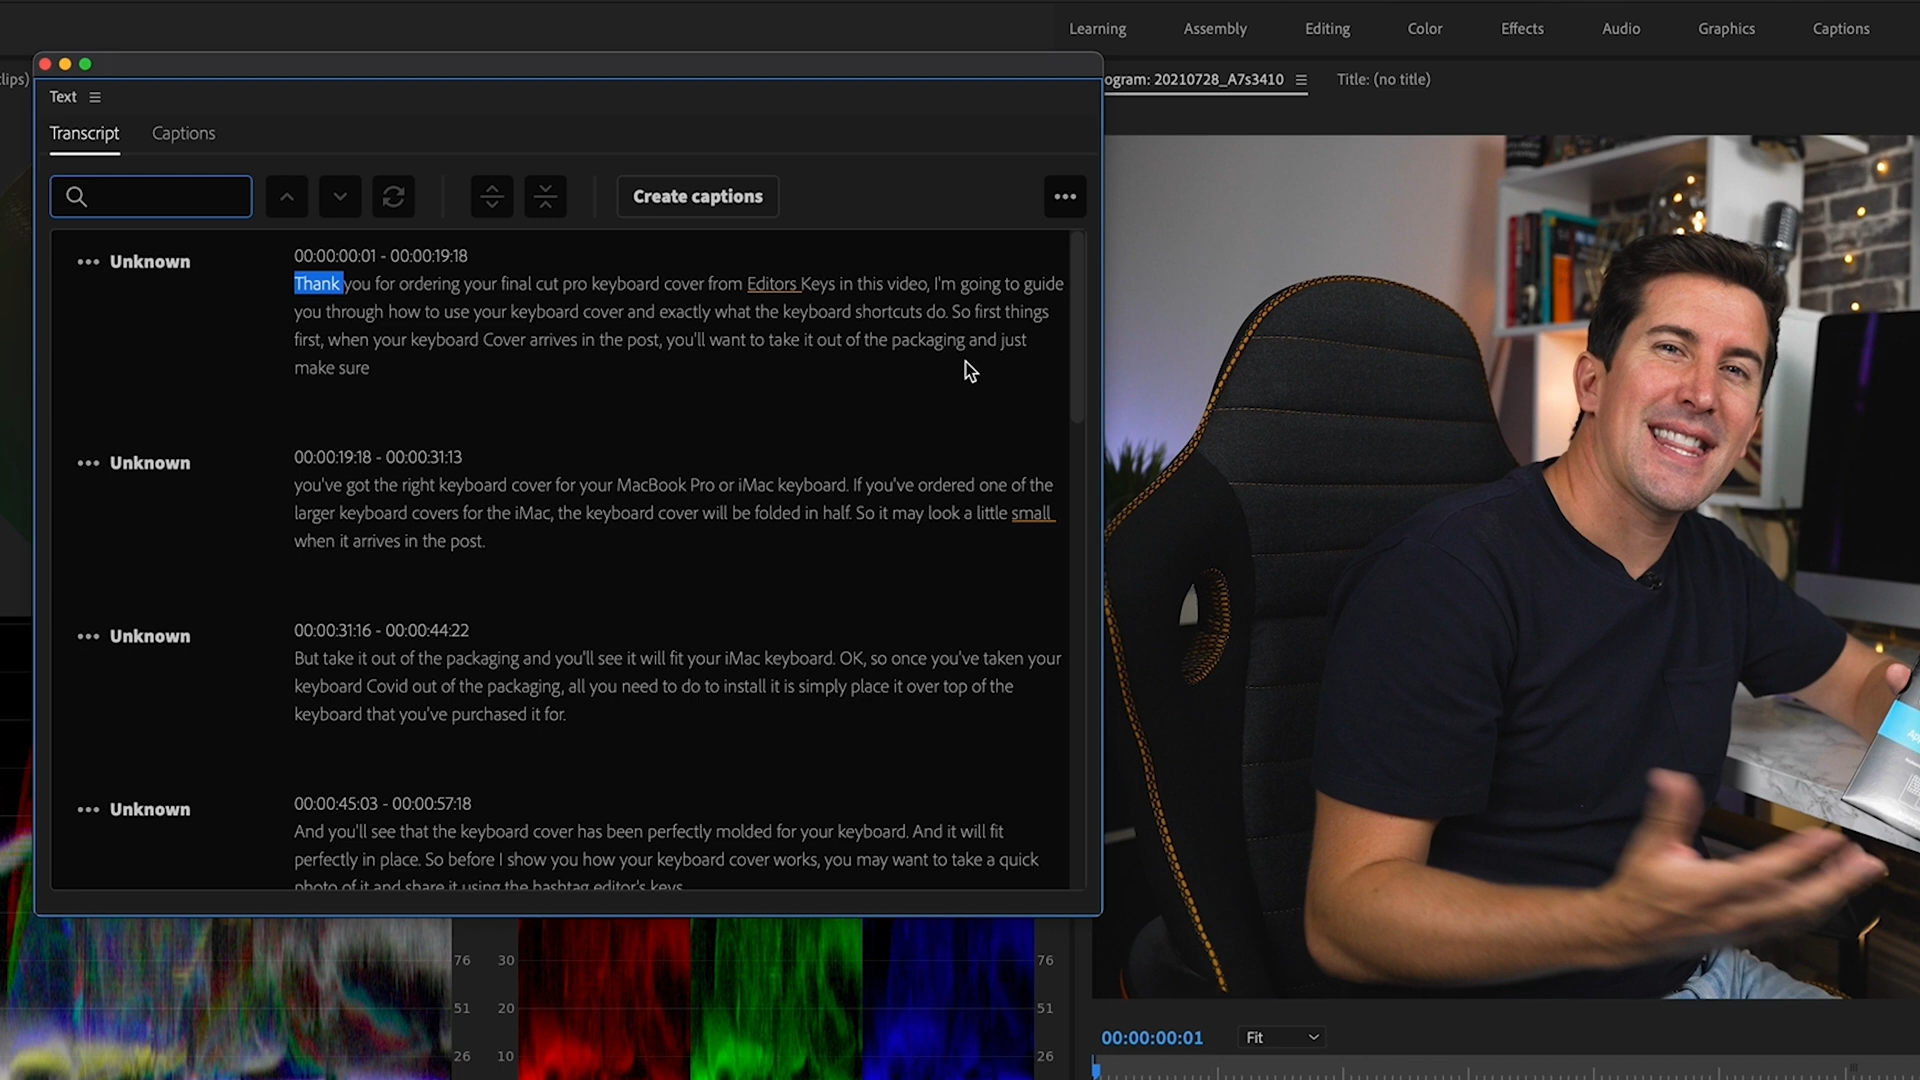 Learning Assembly Editing Color Effects Audio Graphics Captions
lips)
ogram: 20210728_A7s3410
Title: (no title)
Text
Transcript Captions
Create captions
Unknown
00:00:00:01 - 00:00:19:18
Thank you for ordering your final cut pro keyboard cover from Editors Keys in this video, I'm going to guide
you through how to use your keyboard cover and exactly what the keyboard shortcuts do. So first things
first, when your keyboard Cover arrives in the post, you'll want to take it out of the packaging and just
make sure
Unknown
00:00:19:18 - 00:00:31:13
you've got the right keyboard cover for your MacBook Pro or iMac keyboard. If you've ordered one of the
larger keyboard covers for the iMac, the keyboard cover will be folded in half. So it may look a little small
when it arrives in the post.
Unknown
00:00:31:16 - 00:00:44:22
But take it out of the packaging and you'll see it will fit your iMac keyboard. OK, so once you've taken your
keyboard Covid out of the packaging, all you need to do to install it is simply place it over top of the
keyboard that you've purchased it for.
Unknown
00:00:45:03 - 00:00:57:18
And you'll see that the keyboard cover has been perfectly molded for your keyboard. And it will fit
perfectly in place. So before I show you how your keyboard cover works, you may want to take a quick
photo of it and share it using the hashtag editor's keys
76 30 76
51 20 51
26 10 26
00:00:00:01
Fit